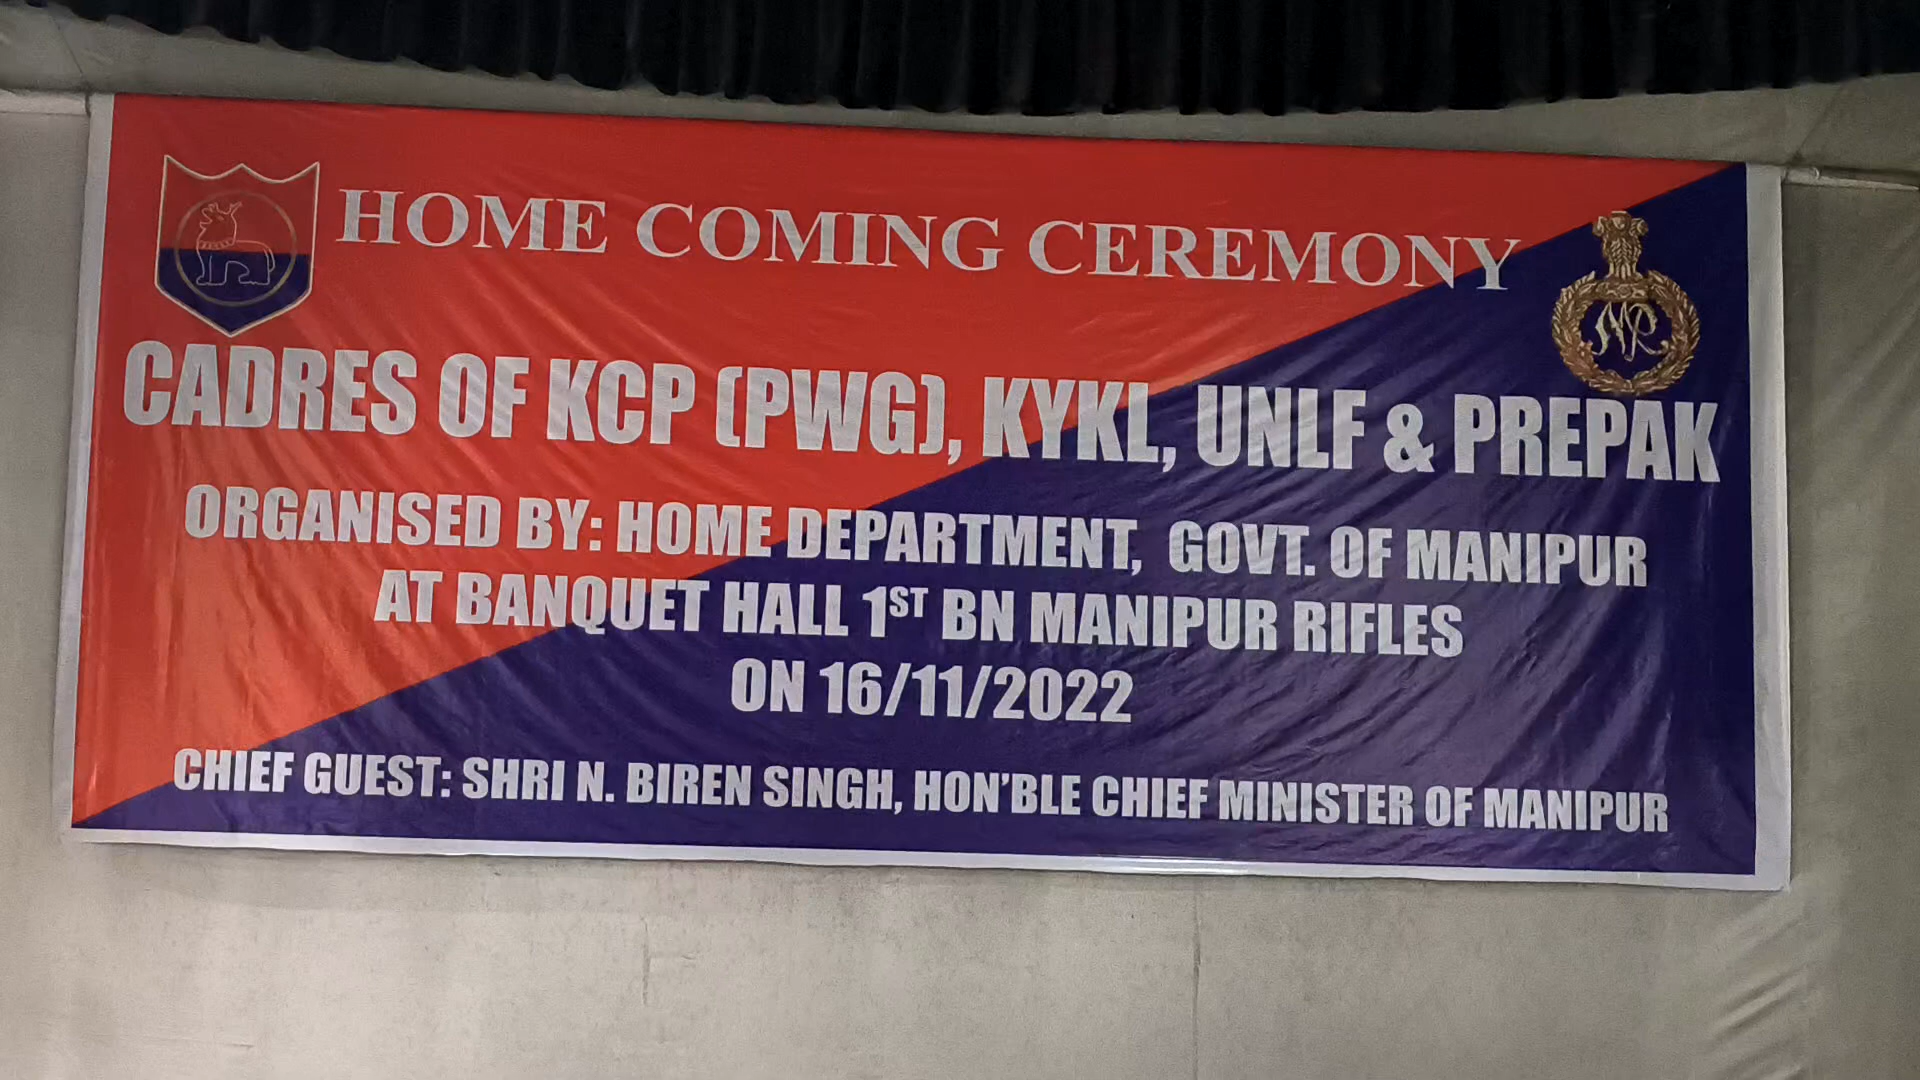 HOME COMING CEREMONY
MR
CADRES OF KCP (PWG), KYKL, UNLF & PREPAK
ORGANISED BY: HOME DEPARTMENT, GOVT. OF MANIPUR
AT BANQUET HALL 1ST BN MANIPUR RIFLES
ON 16/11/2022
CHIEF GUEST: SHRI N. BIREN SINGH, HON'BLE CHIEF MINISTER OF MANIPUR